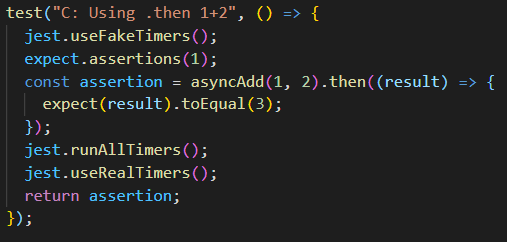 test("C: Using .then 1+2", () => {
  jest.useFakeTimers();
  expect.assertions(1);
  const assertion = asyncAdd(1, 2).then((result) => {
    expect(result).toEqual(3);
  });
  jest.runAllTimers();
  jest.useRealTimers();
  return assertion;
});